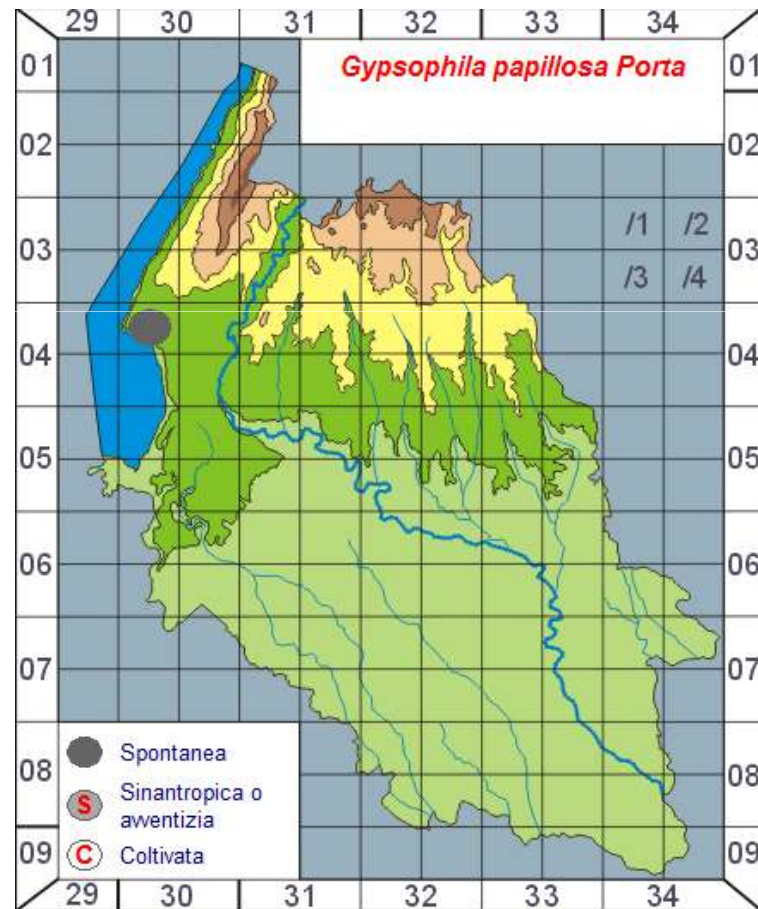 29 30 31 32 33 34
Gypsophila papillosa Porta
01 01
02 02
/1 /2
03 03
/3 /4
04 04
05 05
06 06
07 07
Spontanea
08 08
S Sinantropica o
avventizia
C Coltivata
09 09
29 30 31 32 33 34